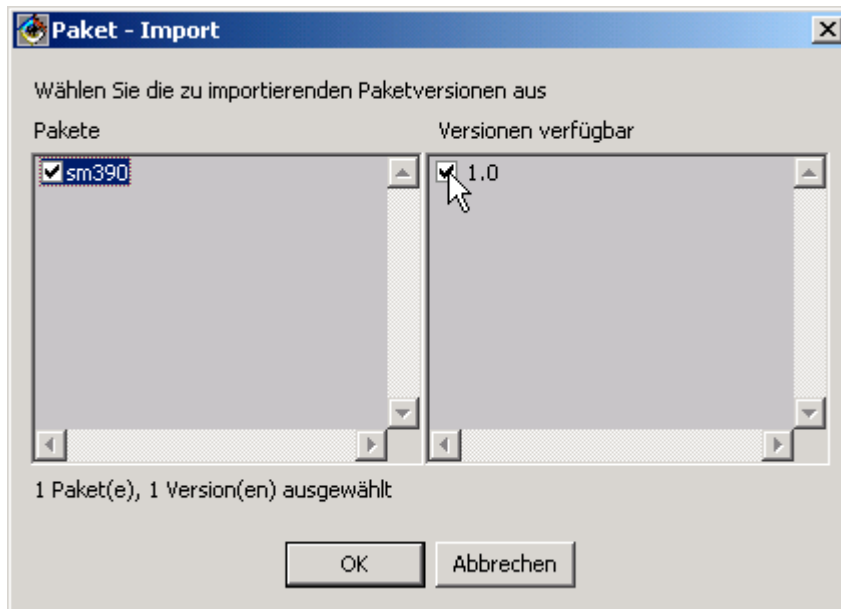 Paket - Import
Wählen Sie die zu importierenden Paketversionen aus
Pakete
Versionen verfügbar
sm390
1.0
1 Paket(e), 1 Version(en) ausgewählt
OK
Abbrechen